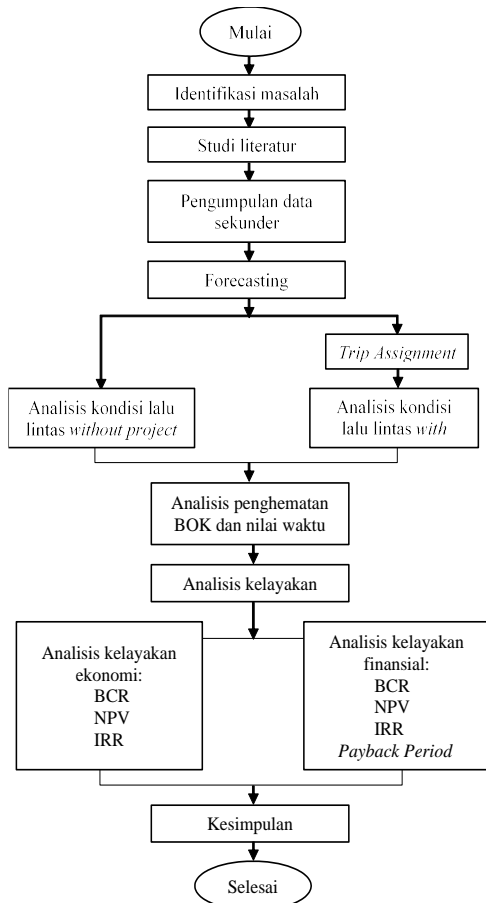 Mulai
Identifikasi masalah
Studi literatur
Pengumpulan data
sekunder
Forecasting
Trip Assignment
Analisis kondisi lalu
lintas without project
Analisis kondisi
lalu lintas with
Analisis penghematan
BOK dan nilai waktu
Analisis kelayakan
Analisis kelayakan
ekonomi:
BCR
NPV
IRR
Analisis kelayakan
finansial:
BCR
NPV
IRR
Payback Period
Kesimpulan
Selesai